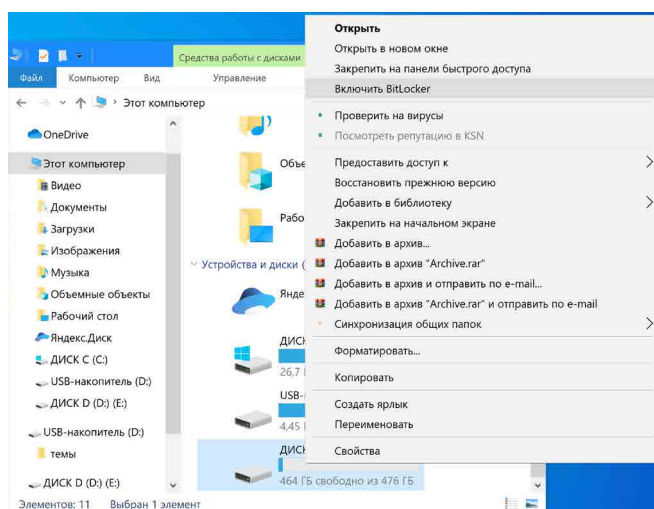 Средства работы с дисками
Файл Компьютер Вид Управление
Этот компьютер
OneDrive
Этот компьютер
Видео
Документы
Загрузки
Изображения
Музыка
Объемные объекты
Рабочий стол
Яндекс.Диск
ДИСК C (C:)
USB-накопитель (D:)
ДИСК D (D:) (E:)
USB-накопитель (D:)
темы
ДИСК D (D:) (E:)
Объе
Рабо
Устройства и диски (
Янде
ДИСК
26,7
USB-
4,45
ДИСК
464 ГБ свободно из 476 ГБ
Элементов: 11 Выбран 1 элемент
Открыть
Открыть в новом окне
Закрепить на панели быстрого доступа
Включить BitLocker
Проверить на вирусы
Посмотреть репутацию в KSN
Предоставить доступ к
Восстановить прежнюю версию
Добавить в библиотеку
Закрепить на начальном экране
Добавить в архив...
Добавить в архив "Archive.rar"
Добавить в архив и отправить по e-mail...
Добавить в архив "Archive.rar" и отправить по e-mail
Синхронизация общих папок
Форматировать...
Копировать
Создать ярлык
Переименовать
Свойства